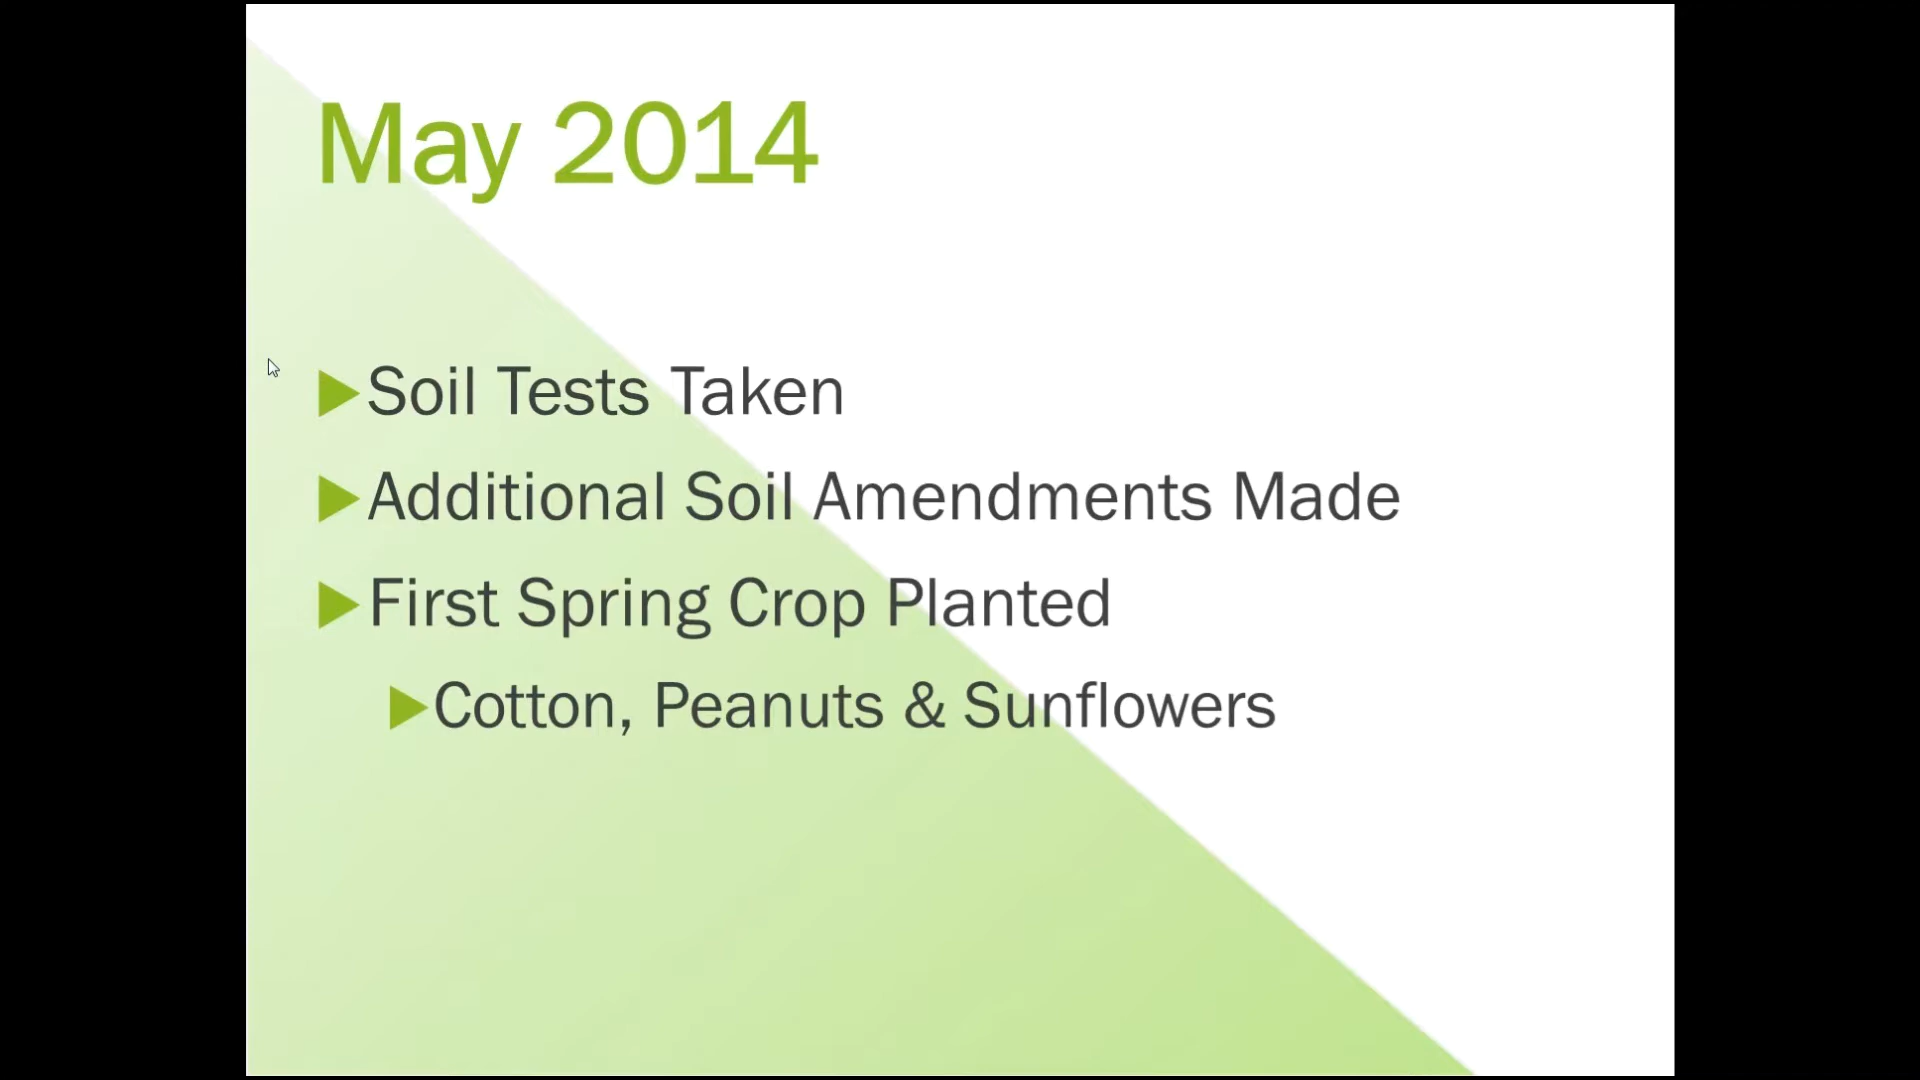 May 2014
Soil Tests Taken
Additional Soil Amendments Made
First Spring Crop Planted
Cotton, Peanuts & Sunflowers